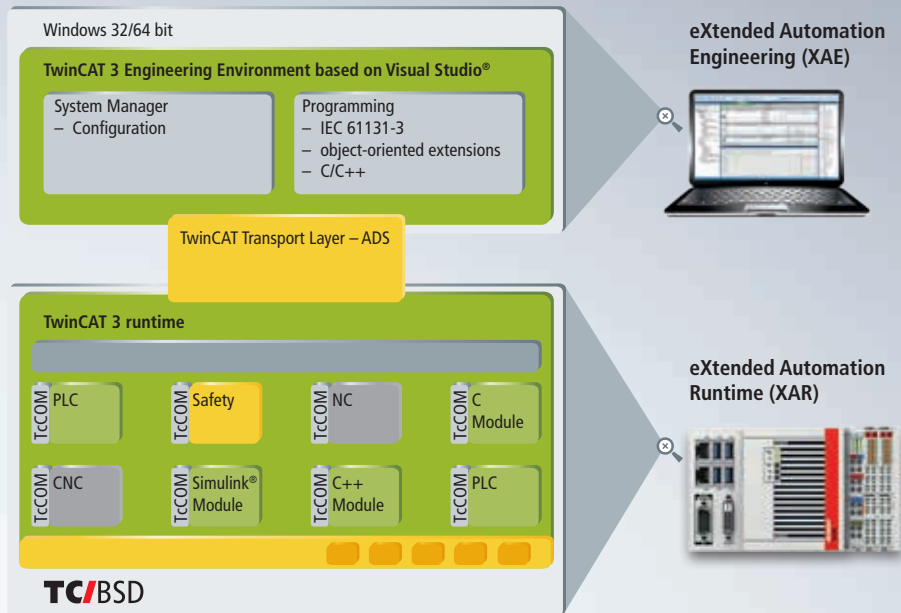 Windows 32/64 bit
TwinCAT 3 Engineering Environment based on Visual Studio®
System Manager
– Configuration
Programming
– IEC 61131-3
– object-oriented extensions
– C/C++
eXtended Automation
Engineering (XAE)
TwinCAT Transport Layer – ADS
TwinCAT 3 runtime
TcCOM
PLC
TcCOM
Safety
TcCOM
NC
TcCOM
C
Module
TcCOM
CNC
TcCOM
Simulink®
Module
TcCOM
C++
Module
TcCOM
PLC
eXtended Automation
Runtime (XAR)
TC/BSD